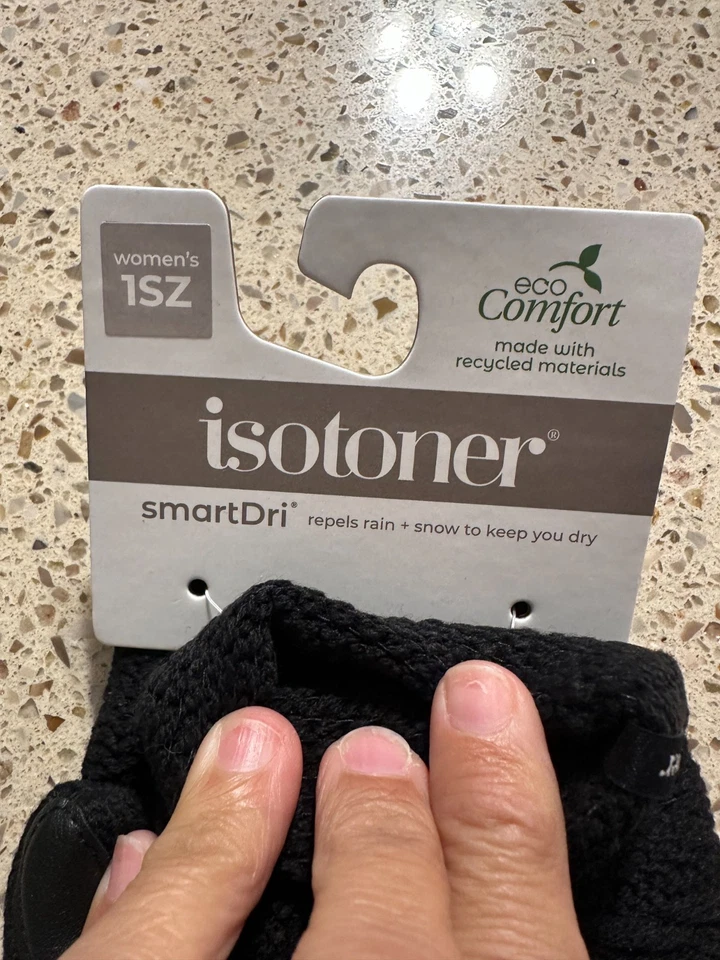 women's
1SZ
eco
Comfort
made with
recycled materials
isotoner®
smartDri® repels rain + snow to keep you dry